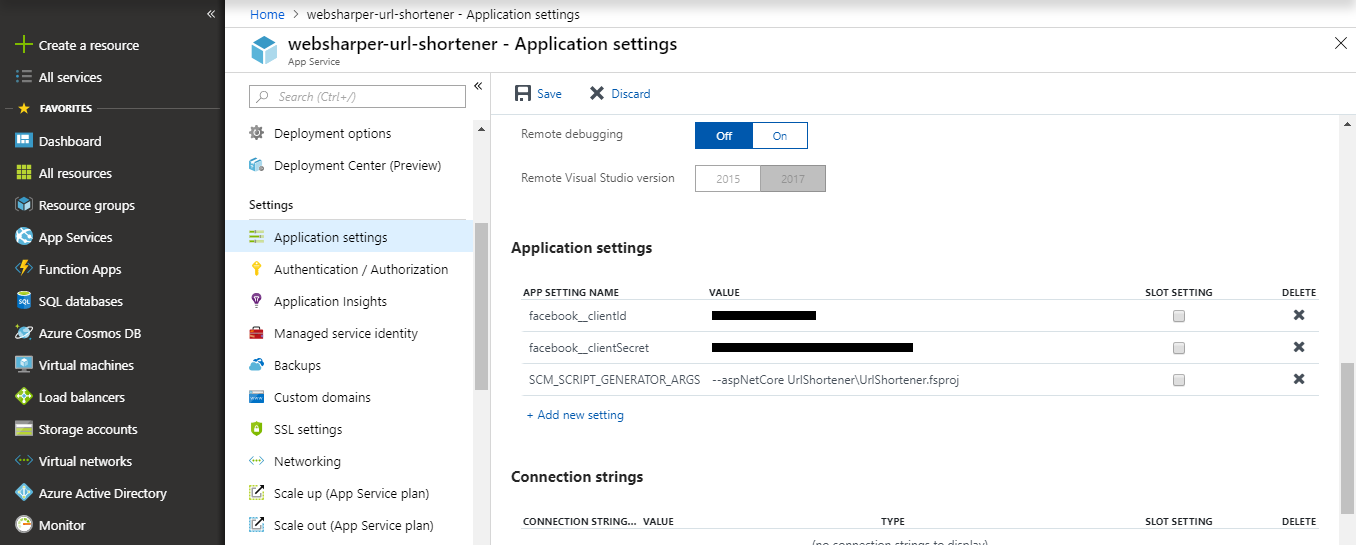 «
Create a resource
All services
FAVORITES
Dashboard
All resources
Resource groups
App Services
Function Apps
SQL databases
Azure Cosmos DB
Virtual machines
Load balancers
Storage accounts
Virtual networks
Azure Active Directory
Monitor
Home > websharper-url-shortener - Application settings
websharper-url-shortener - Application settings
App Service
Search (Ctrl+/)
«
Deployment options
Deployment Center (Preview)
Settings
Application settings
Authentication / Authorization
Application Insights
Managed service identity
Backups
Custom domains
SSL settings
Networking
Scale up (App Service plan)
Scale out (App Service plan)
Save Discard
Remote debugging Off On
Remote Visual Studio version 2015 2017
Application settings
APP SETTING NAME VALUE SLOT SETTING DELETE
facebook__clientId
facebook__clientSecret
SCM_SCRIPT_GENERATOR_ARGS --aspNetCore UrlShortener\UrlShortener.fsproj
+ Add new setting
Connection strings
CONNECTION STRING... VALUE TYPE SLOT SETTING DELETE
(no connection strings to display)